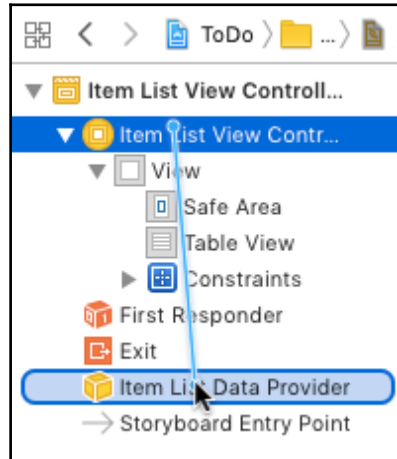 ToDo ...
Item List View Controll...
Item List View Contr...
View
Safe Area
Table View
Constraints
First Responder
Exit
Item List Data Provider
Storyboard Entry Point